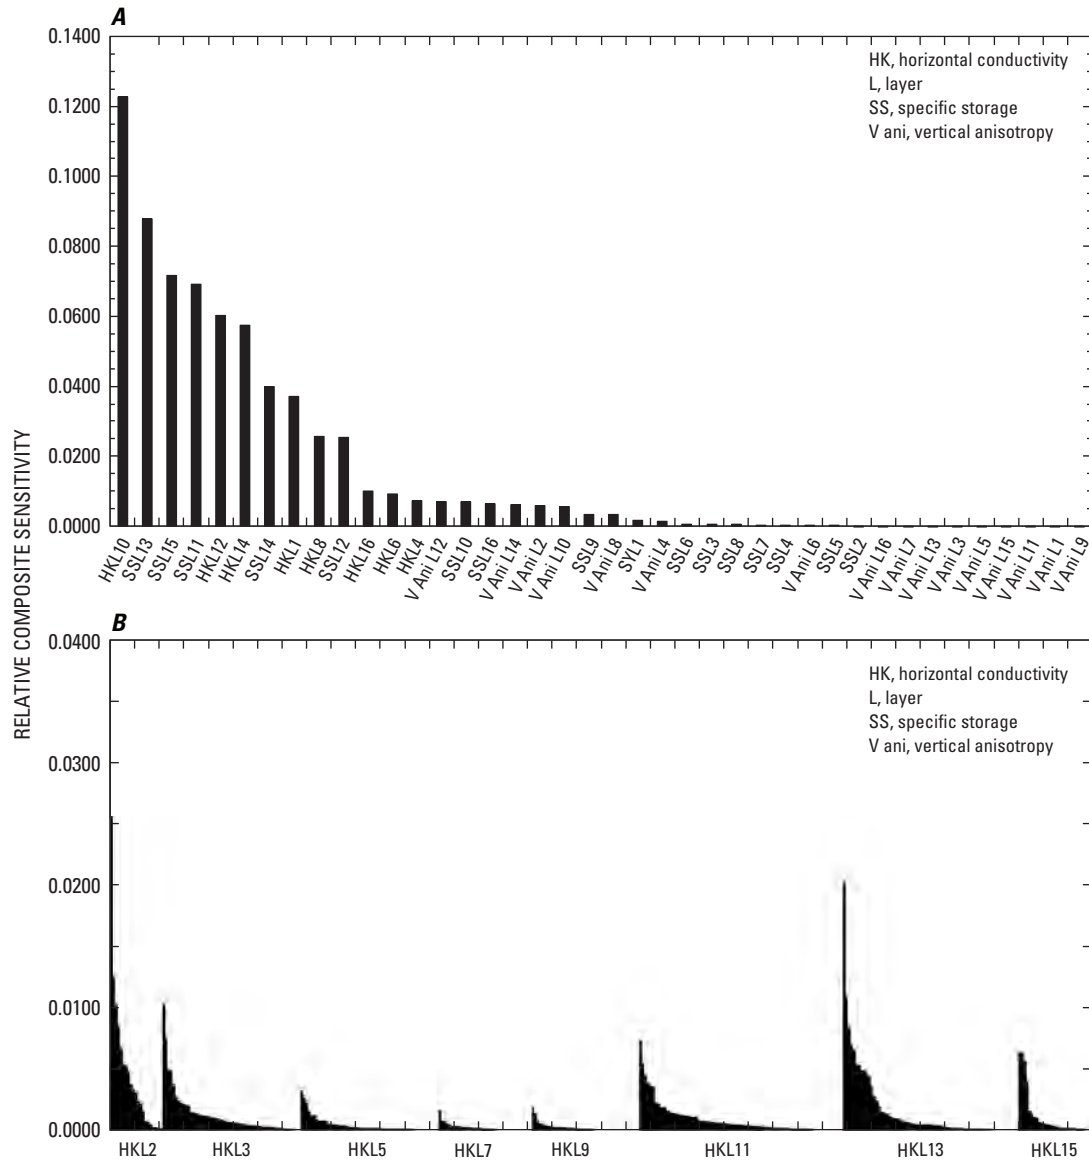 A
RELATIVE COMPOSITE SENSITIVITY
0.1400
0.1200
0.1000
0.0800
0.0600
0.0400
0.0200
0.0000
HK, horizontal conductivity
L, layer
SS, specific storage
V ani, vertical anisotropy
HKL10
SSL13
SSL15
SSL11
HKL12
HKL14
SSL14
HKL1
HKL8
SSL12
HKL16
HKL6
HKL4
V Ani L12
SSL10
SSL16
V Ani L14
V Ani L2
V Ani L10
SSL9
V Ani L8
SYL1
V Ani L4
SSL6
SSL3
SSL8
SSL7
SSL4
V Ani L6
SSL5
SSL2
V Ani L16
V Ani L7
V Ani L13
V Ani L3
V Ani L5
V Ani L15
V Ani L11
V Ani L1
V Ani L9
B
0.0400
0.0300
0.0200
0.0100
0.0000
HK, horizontal conductivity
L, layer
SS, specific storage
V ani, vertical anisotropy
HKL2
HKL3
HKL5
HKL7
HKL9
HKL11
HKL13
HKL15